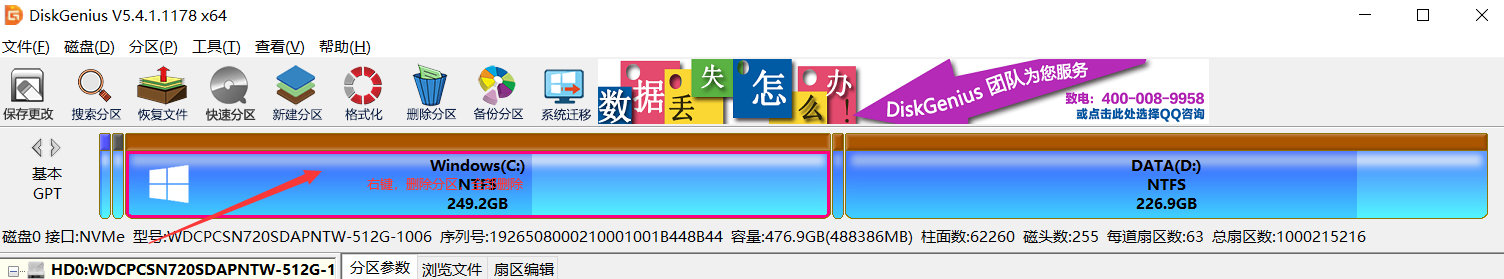 DiskGenius V5.4.1.1178 x64
文件(F) 磁盘(D) 分区(P) 工具(T) 查看(V) 帮助(H)
保存更改 搜索分区 恢复文件 快速分区 新建分区 格式化 删除分区 备份分区 系统迁移
数据丢失怎么办!
DiskGenius 团队为您服务
致电：400-008-9958
或点击此处选择QQ咨询
基本
GPT
Windows(C:)
NTFS
249.2GB
右键，删除分区，
删除
DATA(D:)
NTFS
226.9GB
磁盘0 接口:NVMe 型号:WDCPCSN720SDAPNTW-512G-1006 序列号:1926508000210001001B448B44 容量:476.9GB(488386MB) 柱面数:62260 磁头数:255 每道扇区数:63 总扇区数:1000215216
HD0:WDCPCSN720SDAPNTW-512G-1
分区参数 浏览文件 扇区编辑